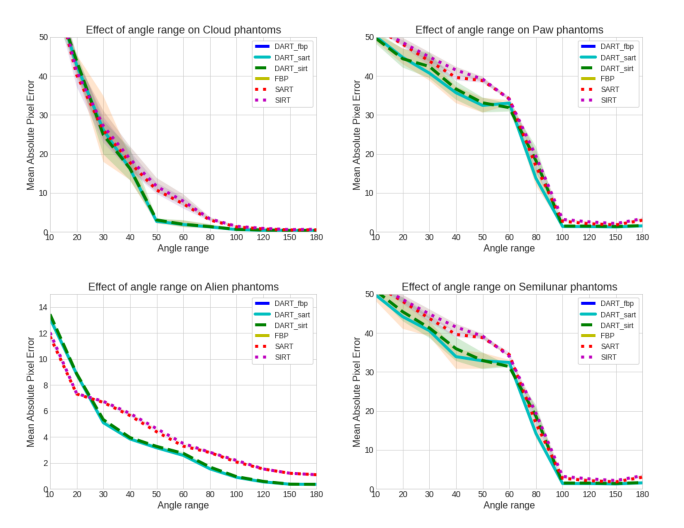 Effect of angle range on Cloud phantoms
Mean Absolute Pixel Error
50
40
30
20
10
0
DART_fbp
DART_sart
DART_sirt
FBP
SART
SIRT
10 20 30 40 50 60 80 100 120 150 180
Angle range
Effect of angle range on Paw phantoms
Mean Absolute Pixel Error
50
40
30
20
10
0
DART_fbp
DART_sart
DART_sirt
FBP
SART
SIRT
10 20 30 40 50 60 80 100 120 150 180
Angle range
Effect of angle range on Alien phantoms
Mean Absolute Pixel Error
14
12
10
8
6
4
2
0
DART_fbp
DART_sart
DART_sirt
FBP
SART
SIRT
10 20 30 40 50 60 80 100 120 150 180
Angle range
Effect of angle range on Semilunar phantoms
Mean Absolute Pixel Error
50
40
30
20
10
0
DART_fbp
DART_sart
DART_sirt
FBP
SART
SIRT
10 20 30 40 50 60 80 100 120 150 180
Angle range